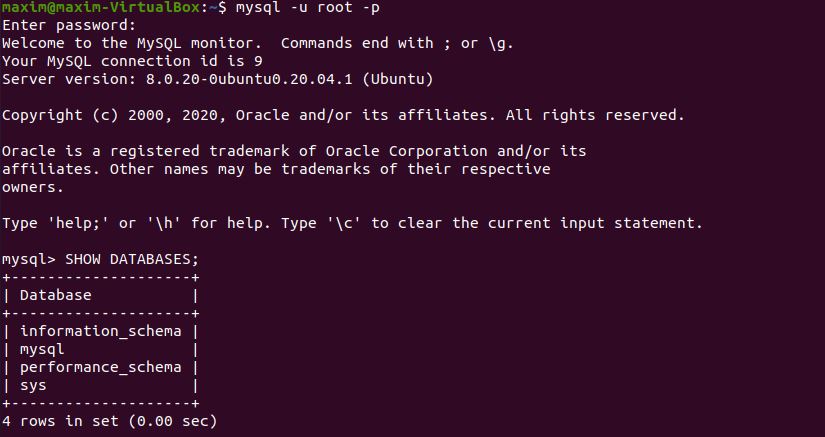 maxim@maxim-VirtualBox:~$ mysql -u root -p
Enter password:
Welcome to the MySQL monitor.  Commands end with ; or \g.
Your MySQL connection id is 9
Server version: 8.0.20-0ubuntu0.20.04.1 (Ubuntu)

Copyright (c) 2000, 2020, Oracle and/or its affiliates. All rights reserved.

Oracle is a registered trademark of Oracle Corporation and/or its
affiliates. Other names may be trademarks of their respective
owners.

Type 'help;' or '\h' for help. Type '\c' to clear the current input statement.

mysql> SHOW DATABASES;
+--------------------+
| Database           |
+--------------------+
| information_schema |
| mysql              |
| performance_schema |
| sys                |
+--------------------+
4 rows in set (0.00 sec)